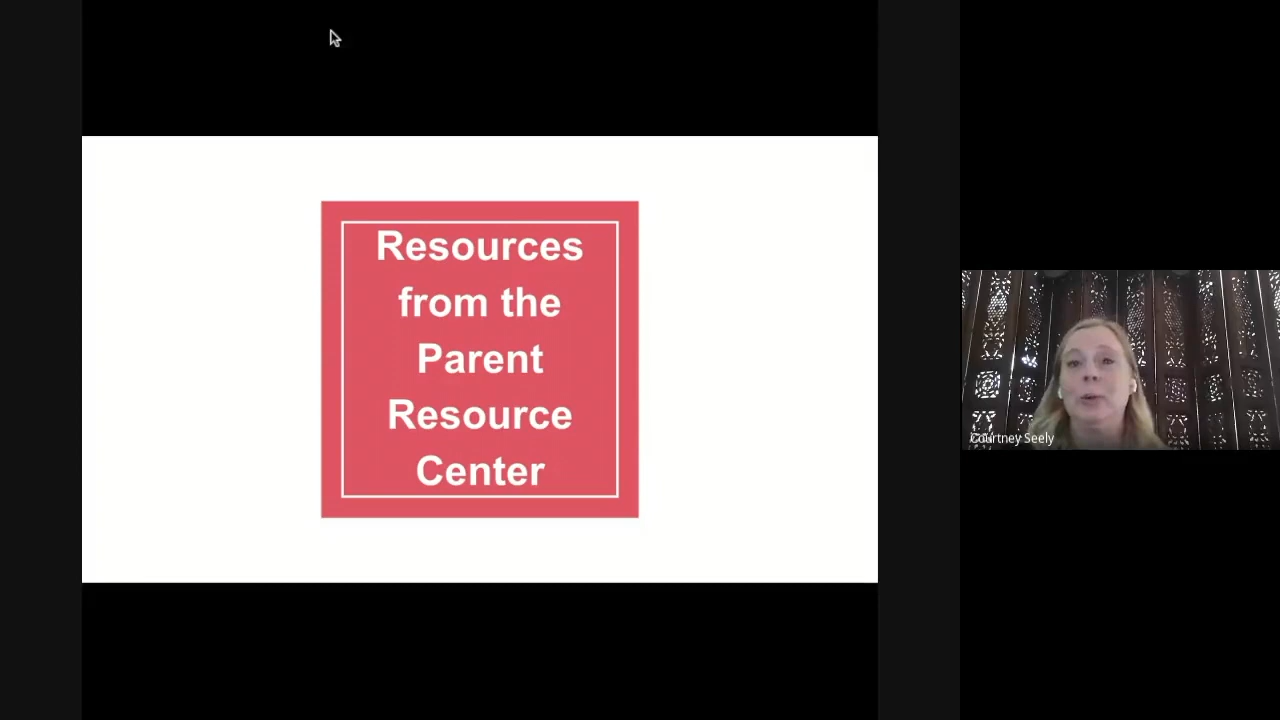 Resources
from the
Parent
Resource
Center
Courtney Seely